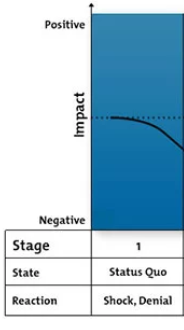 Positive
Impact
Negative
Stage 1
State Status Quo
Reaction Shock, Denial